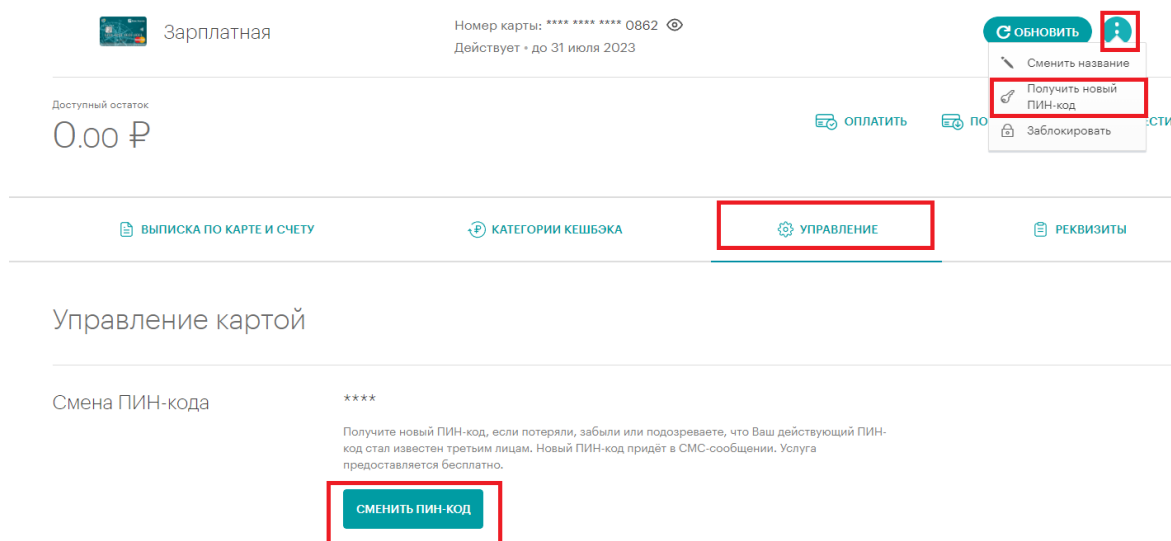 Зарплатная
Номер карты: **** **** **** 0862
Действует • до 31 июля 2023
ОБНОВИТЬ
Сменить название
Получить новый
ПИН-код
Заблокировать
Доступный остаток
0.00 ₽
ОПЛАТИТЬ
ПО
СТИ
ВЫПИСКА ПО КАРТЕ И СЧЕТУ
КАТЕГОРИИ КЕШБЭКА
УПРАВЛЕНИЕ
РЕКВИЗИТЫ
Управление картой
Смена ПИН-кода
****
Получите новый ПИН-код, если потеряли, забыли или подозреваете, что Ваш действующий ПИН-
код стал известен третьим лицам. Новый ПИН-код придёт в СМС-сообщении. Услуга
предоставляется бесплатно.
СМЕНИТЬ ПИН-КОД